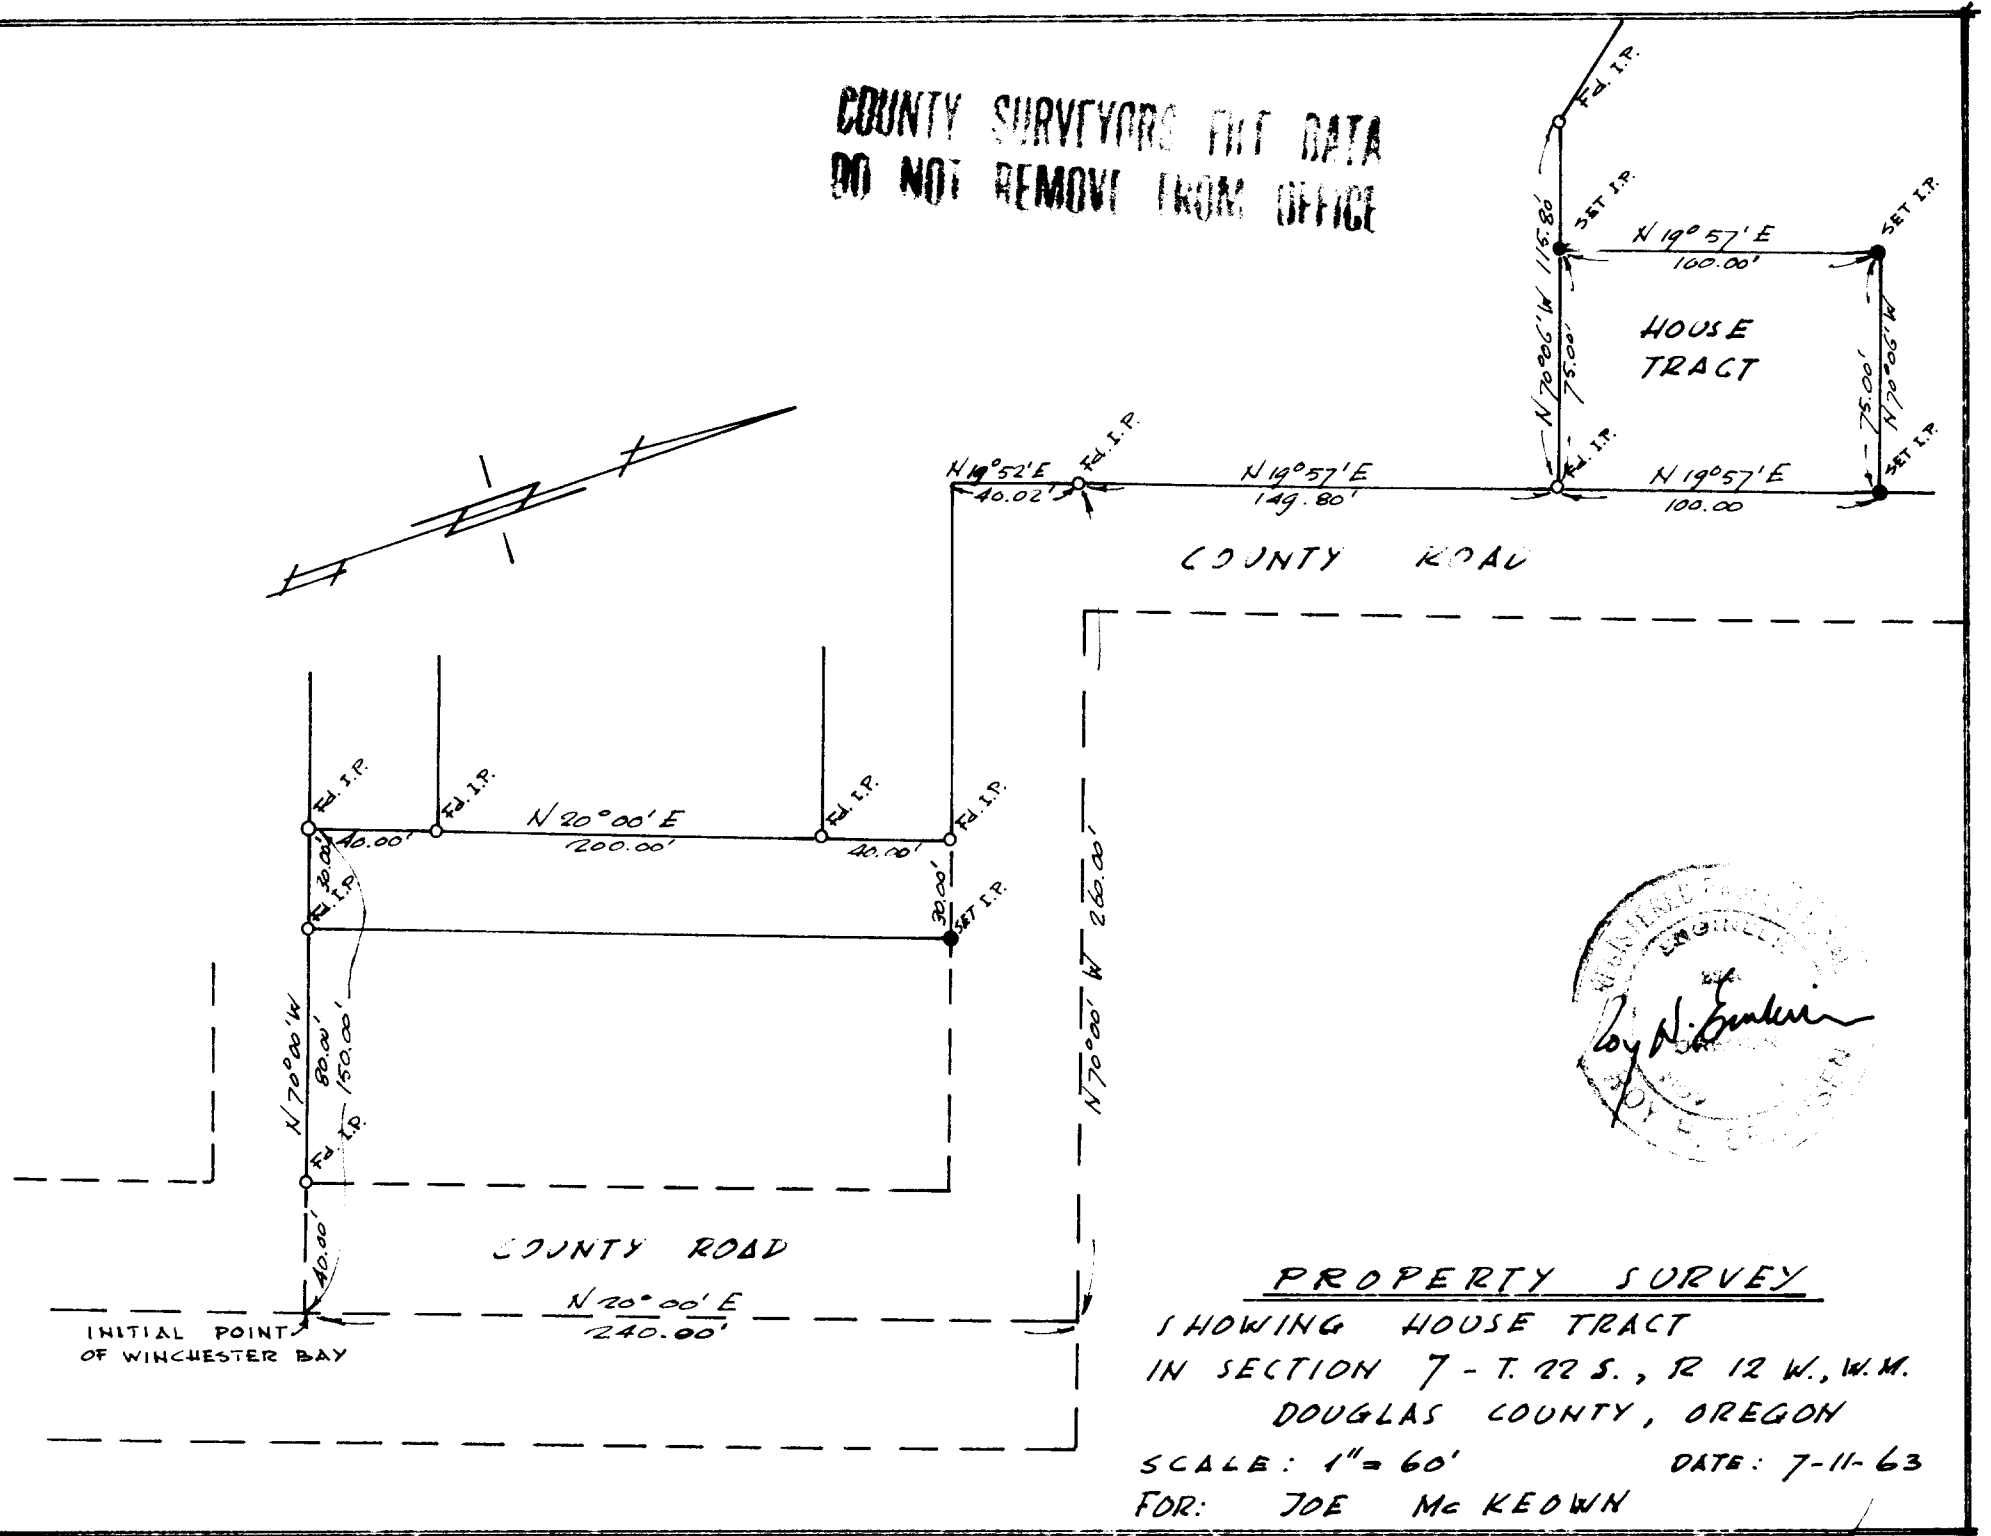 COUNTY SURVEYORS FILE DATA
DO NOT REMOVE FROM OFFICE
Fd. I.P.
SET I.P.
SET I.P.
N 19° 57' E
100.00'
N 70°06' W 115.80'
75.00'
HOUSE
TRACT
75.00'
N 70°06' W
Fd. I.P.
Fd. I.P.
SET I.P.
N 19° 52' E
40.02'
N 19° 57' E
149.80'
N 19° 57' E
100.00
COUNTY ROAD
Fd. I.P.
Fd. I.P.
Fd. I.P.
Fd. I.P.
40.00'
N 20° 00' E
200.00'
40.00'
30.00'
Fd. I.P.
30.00'
SET I.P.
N 70° 00' W 260.00'
N 70° 00' W
80.00'
150.00'
Fd. I.P.
40.00'
COUNTY ROAD
N 20° 00' E
240.00'
INITIAL POINT
OF WINCHESTER BAY
REGISTERED PROFESSIONAL
ENGINEER
OREGON
PROPERTY SURVEY
SHOWING HOUSE TRACT
IN SECTION 7 - T. 22 S., R 12 W., W.M.
DOUGLAS COUNTY, OREGON
SCALE: 1" = 60' DATE: 7-11-63
FOR: JOE McKEOWN